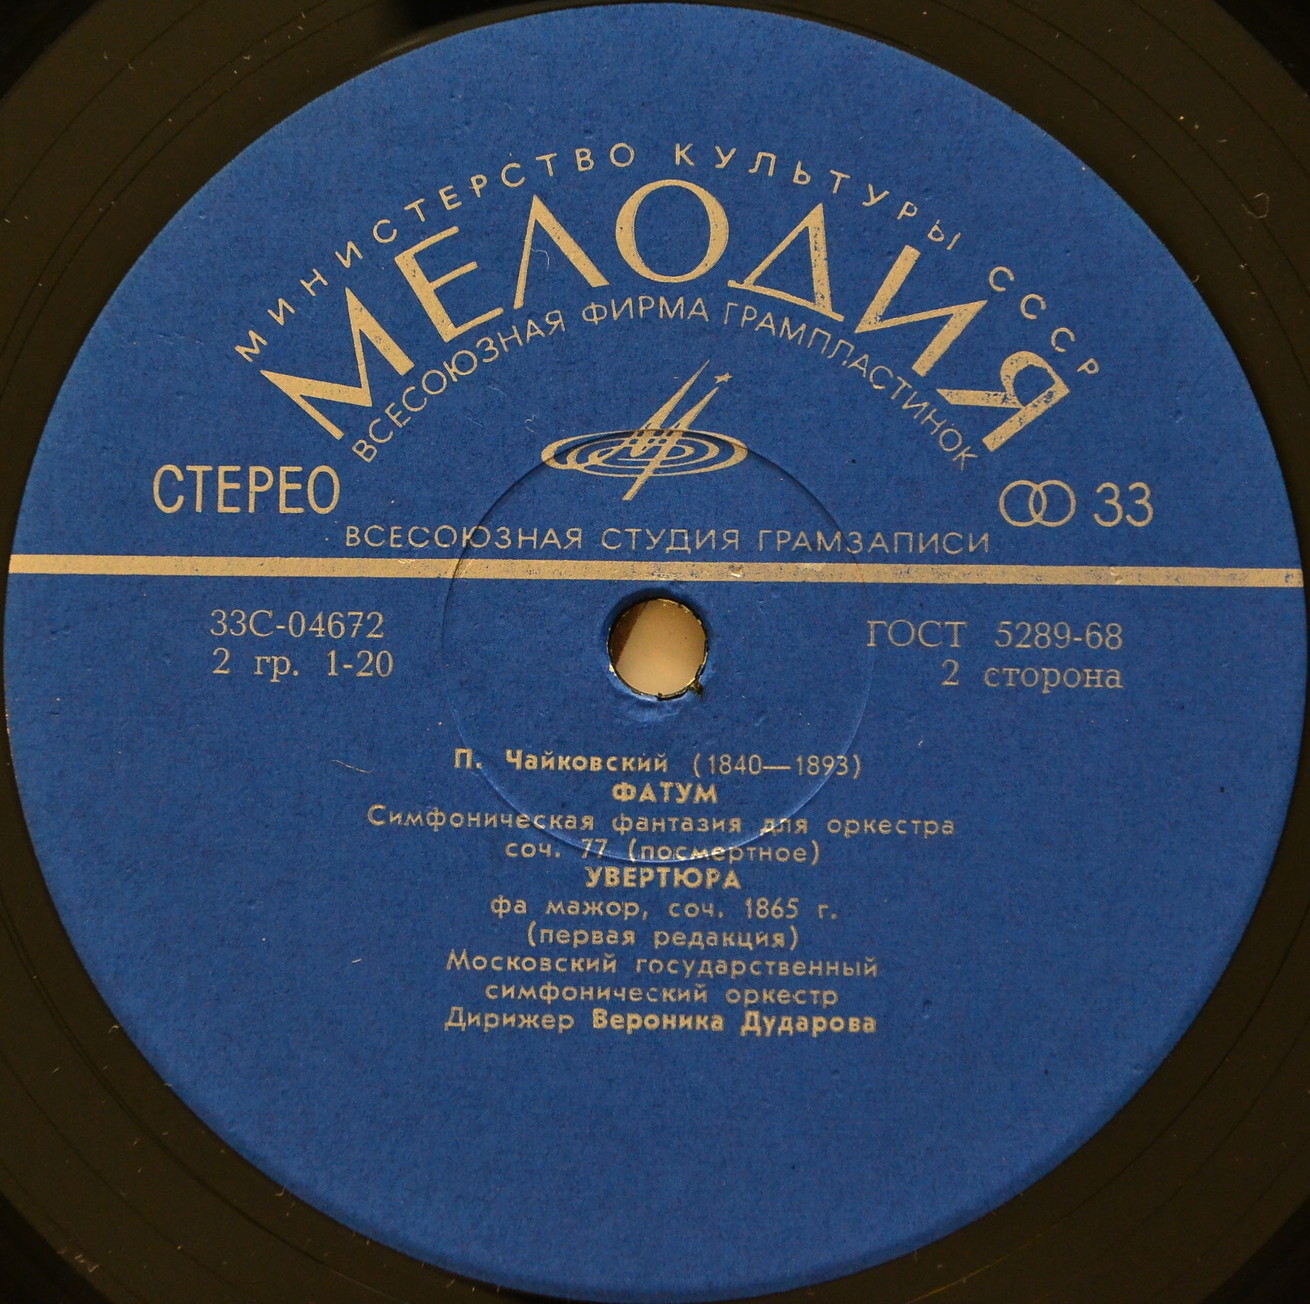 МИНИСТЕРСТВО КУЛЬТУРЫ СССР
МЕЛОДИЯ
ВСЕСОЮЗНАЯ ФИРМА ГРАМПЛАСТИНОК
СТЕРЕО
33
ВСЕСОЮЗНАЯ СТУДИЯ ГРАМЗАПИСИ
33С-04672
2 гр. 1-20
ГОСТ 5289-68
2 сторона
П. Чайковский (1840—1893)
ФАТУМ
Симфоническая фантазия для оркестра
соч. 77 (посмертное)
УВЕРТЮРА
фа мажор, соч. 1865 г.
(первая редакция)
Московский государственный
симфонический оркестр
Дирижер Вероника Дударова